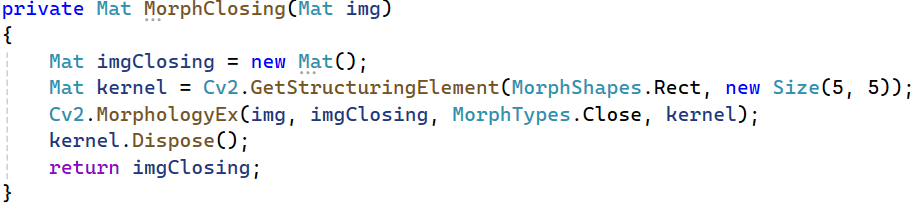 private Mat MorphClosing(Mat img)
{
    Mat imgClosing = new Mat();
    Mat kernel = Cv2.GetStructuringElement(MorphShapes.Rect, new Size(5, 5));
    Cv2.MorphologyEx(img, imgClosing, MorphTypes.Close, kernel);
    kernel.Dispose();
    return imgClosing;
}